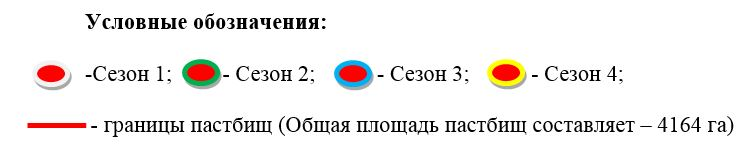 Условные обозначения:
-Сезон 1; - Сезон 2; - Сезон 3; - Сезон 4;
- границы пастбищ (Общая площадь пастбищ составляет – 4164 га)